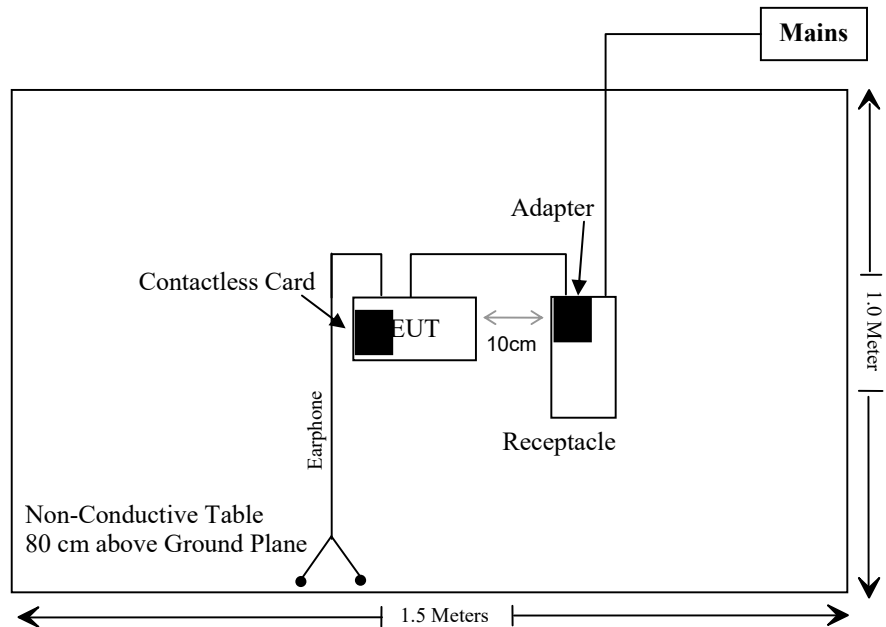 Mains
Adapter
Contactless Card
EUT
10cm
1.0 Meter
Receptacle
Earphone
Non-Conductive Table
80 cm above Ground Plane
1.5 Meters